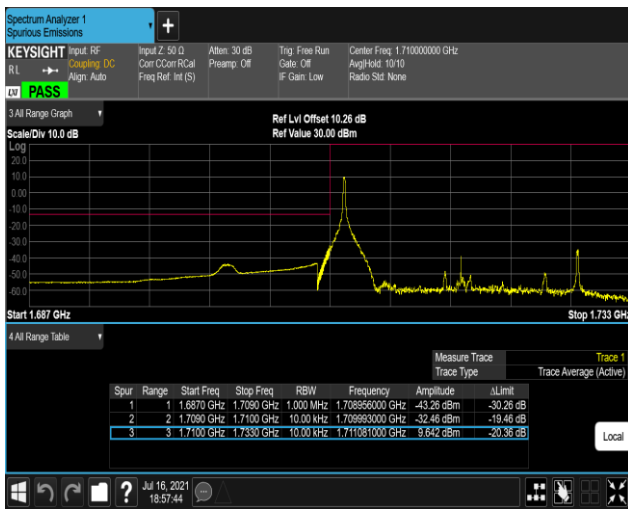 Spectrum Analyzer 1
Spurious Emissions
KEYSIGHT Input: RF Input Z: 50 Ω Atten: 30 dB Trig: Free Run Center Freq: 1.710000000 GHz
RL Coupling: DC Corr CCorr RCal Preamp: Off Gate: Off Avg|Hold: 10/10
Align: Auto Freq Ref: Int (S) IF Gain: Low Radio Std: None
LXI PASS
3 All Range Graph
Ref Lvl Offset 10.26 dB
Scale/Div 10.0 dB Ref Value 30.00 dBm
Log
20.0
10.0
0.00
-10.0
-20.0
-30.0
-40.0
-50.0
-60.0
Start 1.687 GHz Stop 1.733 GHz
4 All Range Table
Measure Trace Trace 1
Trace Type Trace Average (Active)
Spur Range Start Freq Stop Freq RBW Frequency Amplitude ΔLimit
1 1 1.6870 GHz 1.7090 GHz 1.000 MHz 1.708956000 GHz -43.26 dBm -30.26 dB
2 2 1.7090 GHz 1.7100 GHz 10.00 kHz 1.709993000 GHz -32.46 dBm -19.46 dB
3 3 1.7100 GHz 1.7330 GHz 10.00 kHz 1.711081000 GHz 9.642 dBm -20.36 dB
Local
? Jul 16, 2021
18:57:44